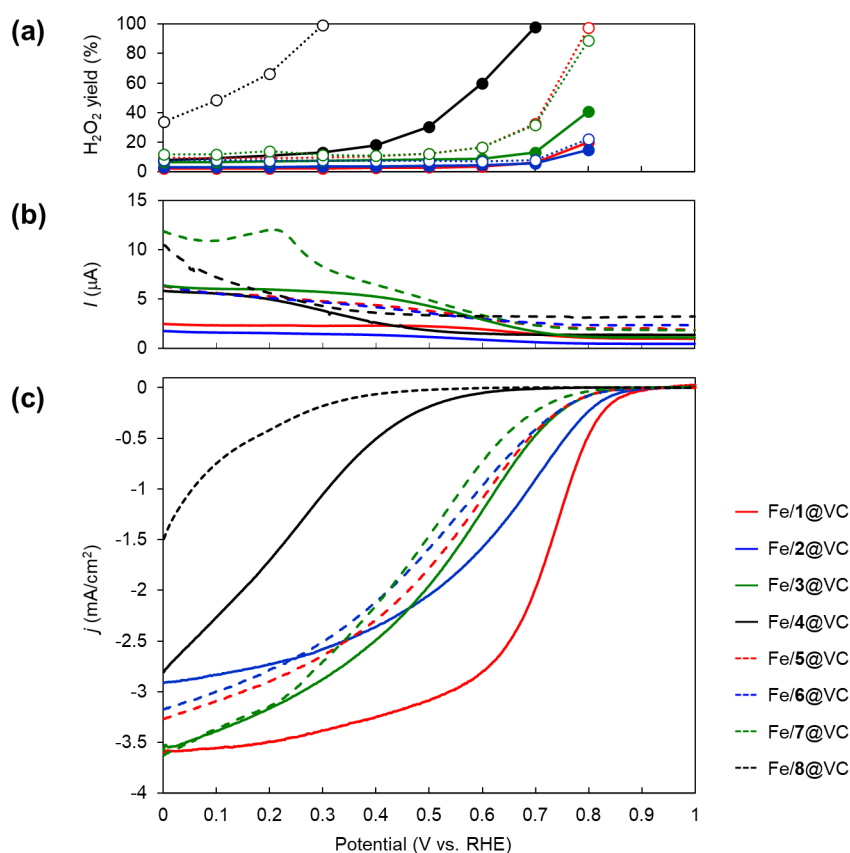 (a)
H₂O₂ yield (%)
100
80
60
40
20
0
(b)
I (μA)
15
10
5
0
(c)
j (mA/cm²)
0
-0.5
-1
-1.5
-2
-2.5
-3
-3.5
-4
0 0.1 0.2 0.3 0.4 0.5 0.6 0.7 0.8 0.9 1
Potential (V vs. RHE)
Fe/1@VC
Fe/2@VC
Fe/3@VC
Fe/4@VC
Fe/5@VC
Fe/6@VC
Fe/7@VC
Fe/8@VC